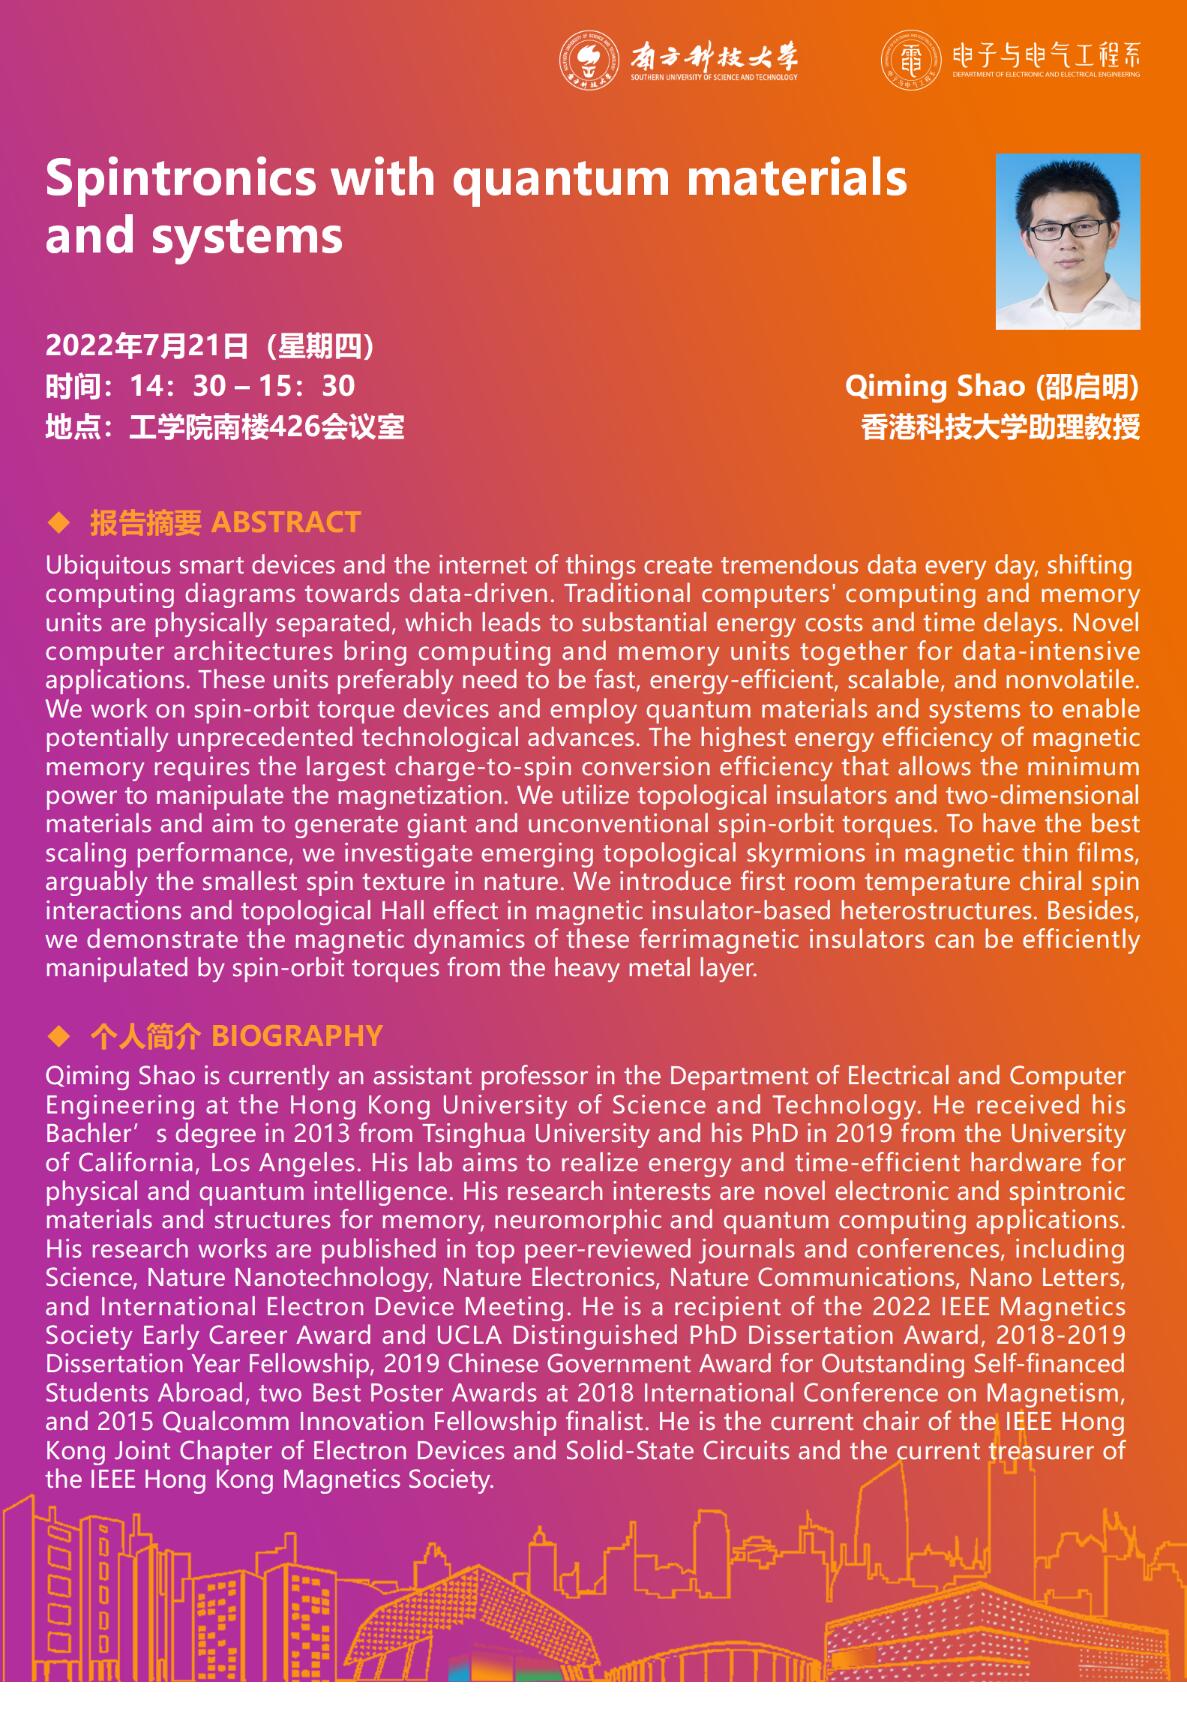 南方科技大学
SOUTHERN UNIVERSITY OF SCIENCE AND TECHNOLOGY
电子与电气工程系
DEPARTMENT OF ELECTRONIC AND ELECTRICAL ENGINEERING
Spintronics with quantum materials
and systems
2022年7月21日（星期四）
时间：14：30 – 15：30
地点：工学院南楼426会议室
Qiming Shao (邵启明)
香港科技大学助理教授
◆ 报告摘要 ABSTRACT
Ubiquitous smart devices and the internet of things create tremendous data every day, shifting
computing diagrams towards data-driven. Traditional computers' computing and memory
units are physically separated, which leads to substantial energy costs and time delays. Novel
computer architectures bring computing and memory units together for data-intensive
applications. These units preferably need to be fast, energy-efficient, scalable, and nonvolatile.
We work on spin-orbit torque devices and employ quantum materials and systems to enable
potentially unprecedented technological advances. The highest energy efficiency of magnetic
memory requires the largest charge-to-spin conversion efficiency that allows the minimum
power to manipulate the magnetization. We utilize topological insulators and two-dimensional
materials and aim to generate giant and unconventional spin-orbit torques. To have the best
scaling performance, we investigate emerging topological skyrmions in magnetic thin films,
arguably the smallest spin texture in nature. We introduce first room temperature chiral spin
interactions and topological Hall effect in magnetic insulator-based heterostructures. Besides,
we demonstrate the magnetic dynamics of these ferrimagnetic insulators can be efficiently
manipulated by spin-orbit torques from the heavy metal layer.
◆ 个人简介 BIOGRAPHY
Qiming Shao is currently an assistant professor in the Department of Electrical and Computer
Engineering at the Hong Kong University of Science and Technology. He received his
Bachler’s degree in 2013 from Tsinghua University and his PhD in 2019 from the University
of California, Los Angeles. His lab aims to realize energy and time-efficient hardware for
physical and quantum intelligence. His research interests are novel electronic and spintronic
materials and structures for memory, neuromorphic and quantum computing applications.
His research works are published in top peer-reviewed journals and conferences, including
Science, Nature Nanotechnology, Nature Electronics, Nature Communications, Nano Letters,
and International Electron Device Meeting. He is a recipient of the 2022 IEEE Magnetics
Society Early Career Award and UCLA Distinguished PhD Dissertation Award, 2018-2019
Dissertation Year Fellowship, 2019 Chinese Government Award for Outstanding Self-financed
Students Abroad, two Best Poster Awards at 2018 International Conference on Magnetism,
and 2015 Qualcomm Innovation Fellowship finalist. He is the current chair of the IEEE Hong
Kong Joint Chapter of Electron Devices and Solid-State Circuits and the current treasurer of
the IEEE Hong Kong Magnetics Society.